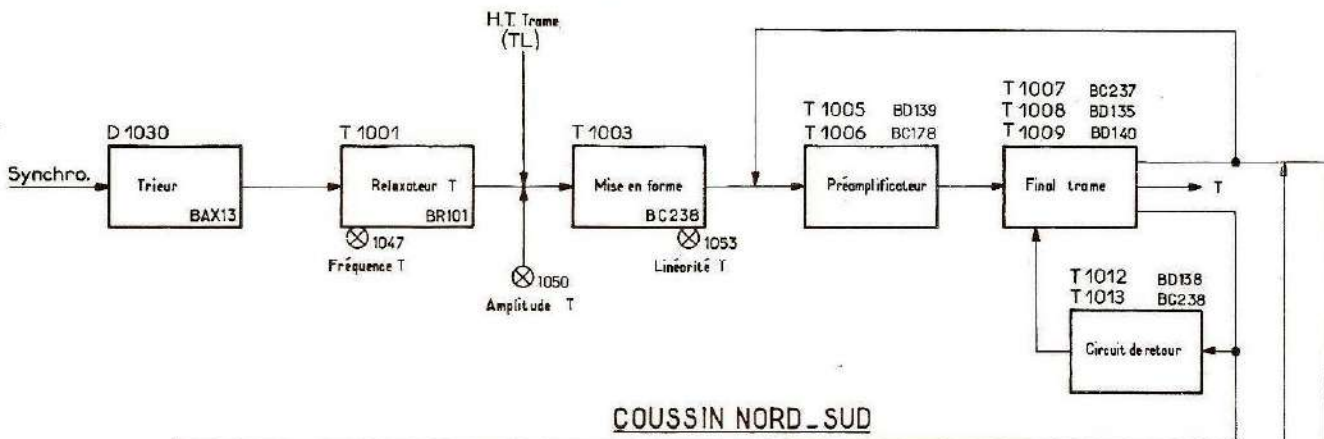 H.T. Trame
(TL)
D 1030
Synchro.
Trieur
BAX13
T 1001
Relaxateur T
BR101
1047
Fréquence T
1050
Amplitude T
T 1003
Mise en forme
BC238
1053
Linéarité T
T 1005 BD139
T 1006 BC178
Préamplificateur
T 1007 BC237
T 1008 BD135
T 1009 BD140
Final trame
T
T 1012 BD138
T 1013 BC238
Circuit de retour
COUSSIN NORD_SUD